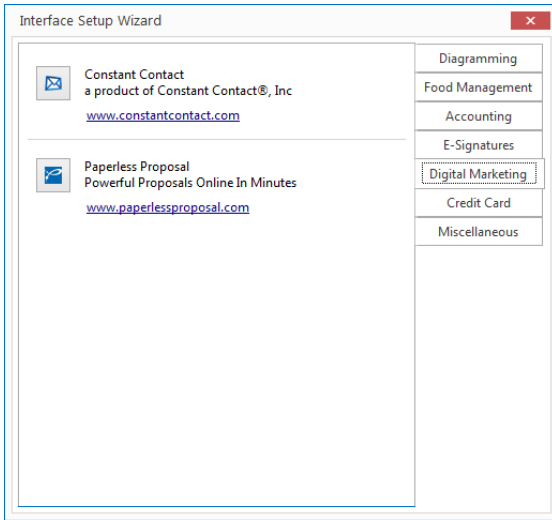 Interface Setup Wizard
Constant Contact
a product of Constant Contact®, Inc
www.constantcontact.com
Paperless Proposal
Powerful Proposals Online In Minutes
www.paperlessproposal.com
Diagramming
Food Management
Accounting
E-Signatures
Digital Marketing
Credit Card
Miscellaneous